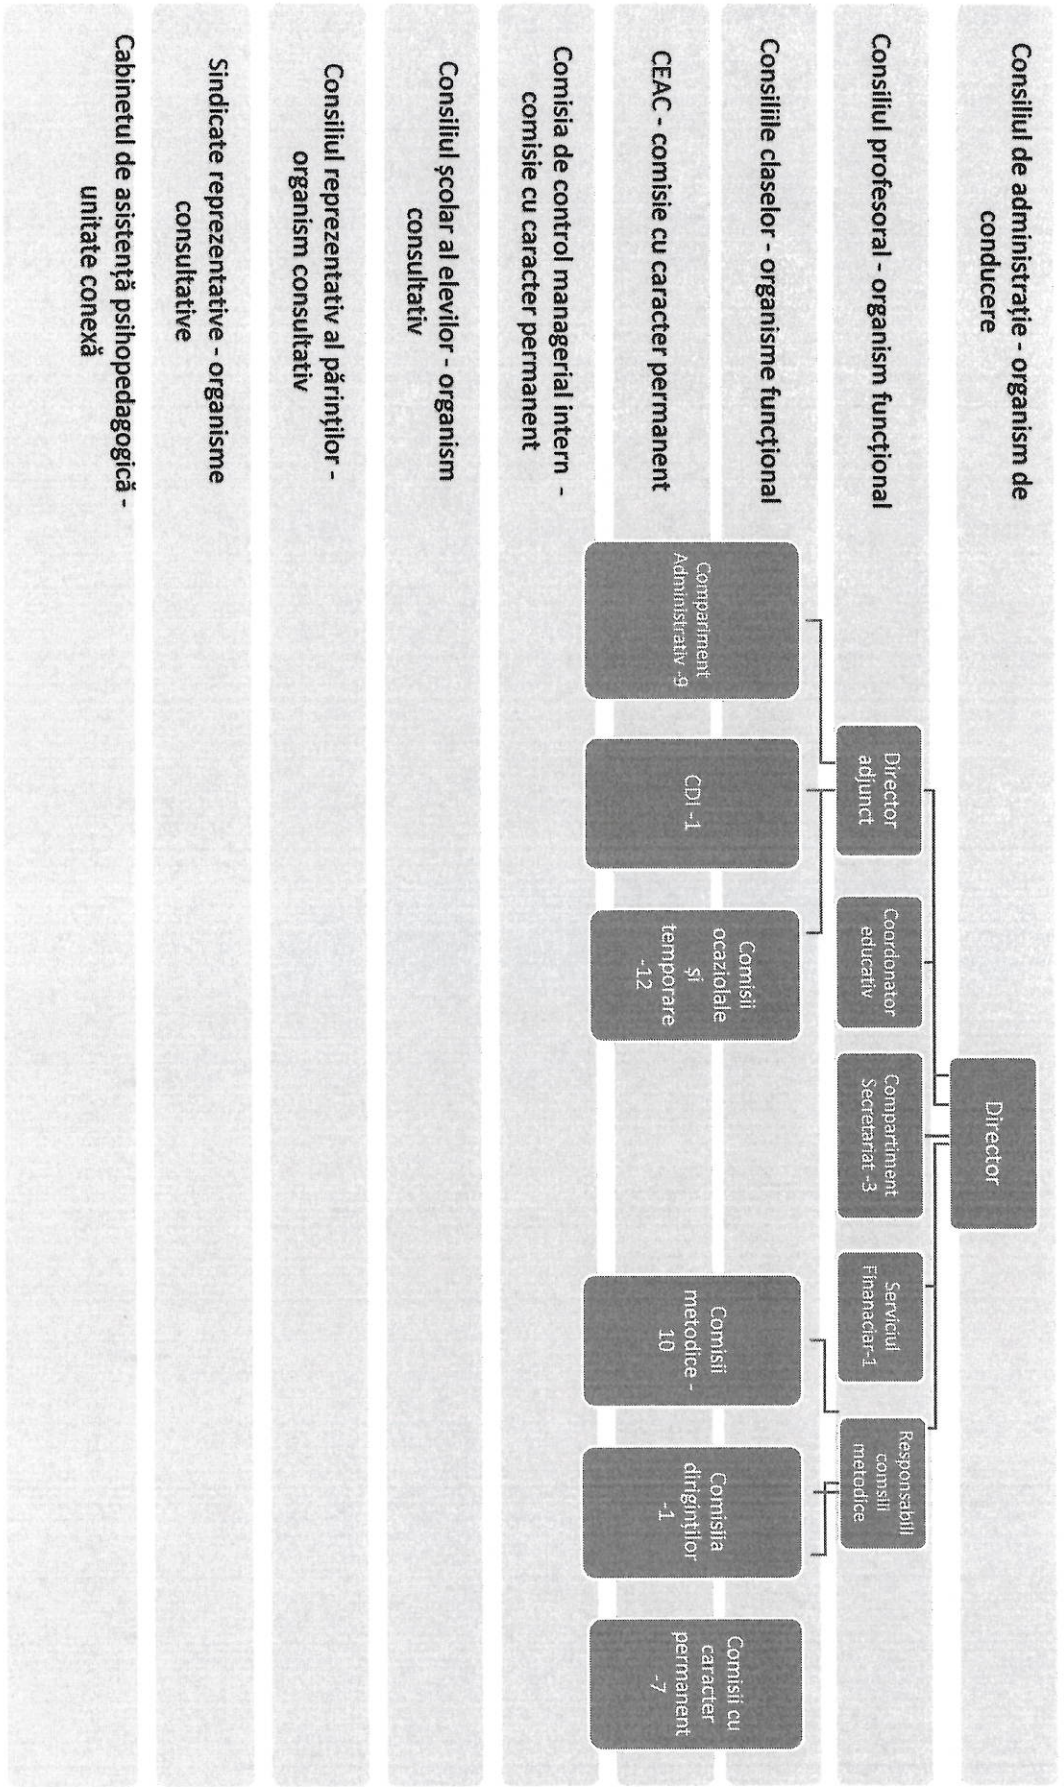 Consiliul de administrație - organism de
conducere
Consiliul profesoral - organism funcțional
Consiliile claselor - organisme funcțional
CEAC - comisie cu caracter permanent
Comisia de control managerial intern -
comisie cu caracter permanent
Consiliul școlar al elevilor - organism
consultativ
Consiliul reprezentativ al părinților -
organism consultativ
Sindicate reprezentative - organisme
consultative
Cabinetul de asistență psihopedagogică -
unitate conexă
Director
Director
adjunct
Coordonator
educativ
Compartiment
Secretariat -3
Serviciul
Finanaciar-1
Responsabili
comsiii
metodice
Compariment
Administrativ -9
CDI -1
Comisii
ocaziolale
și
temporare
-12
Comisii
metodice -
10
Comisiia
diriginților
-1
Comisii cu
caracter
permanent
-7